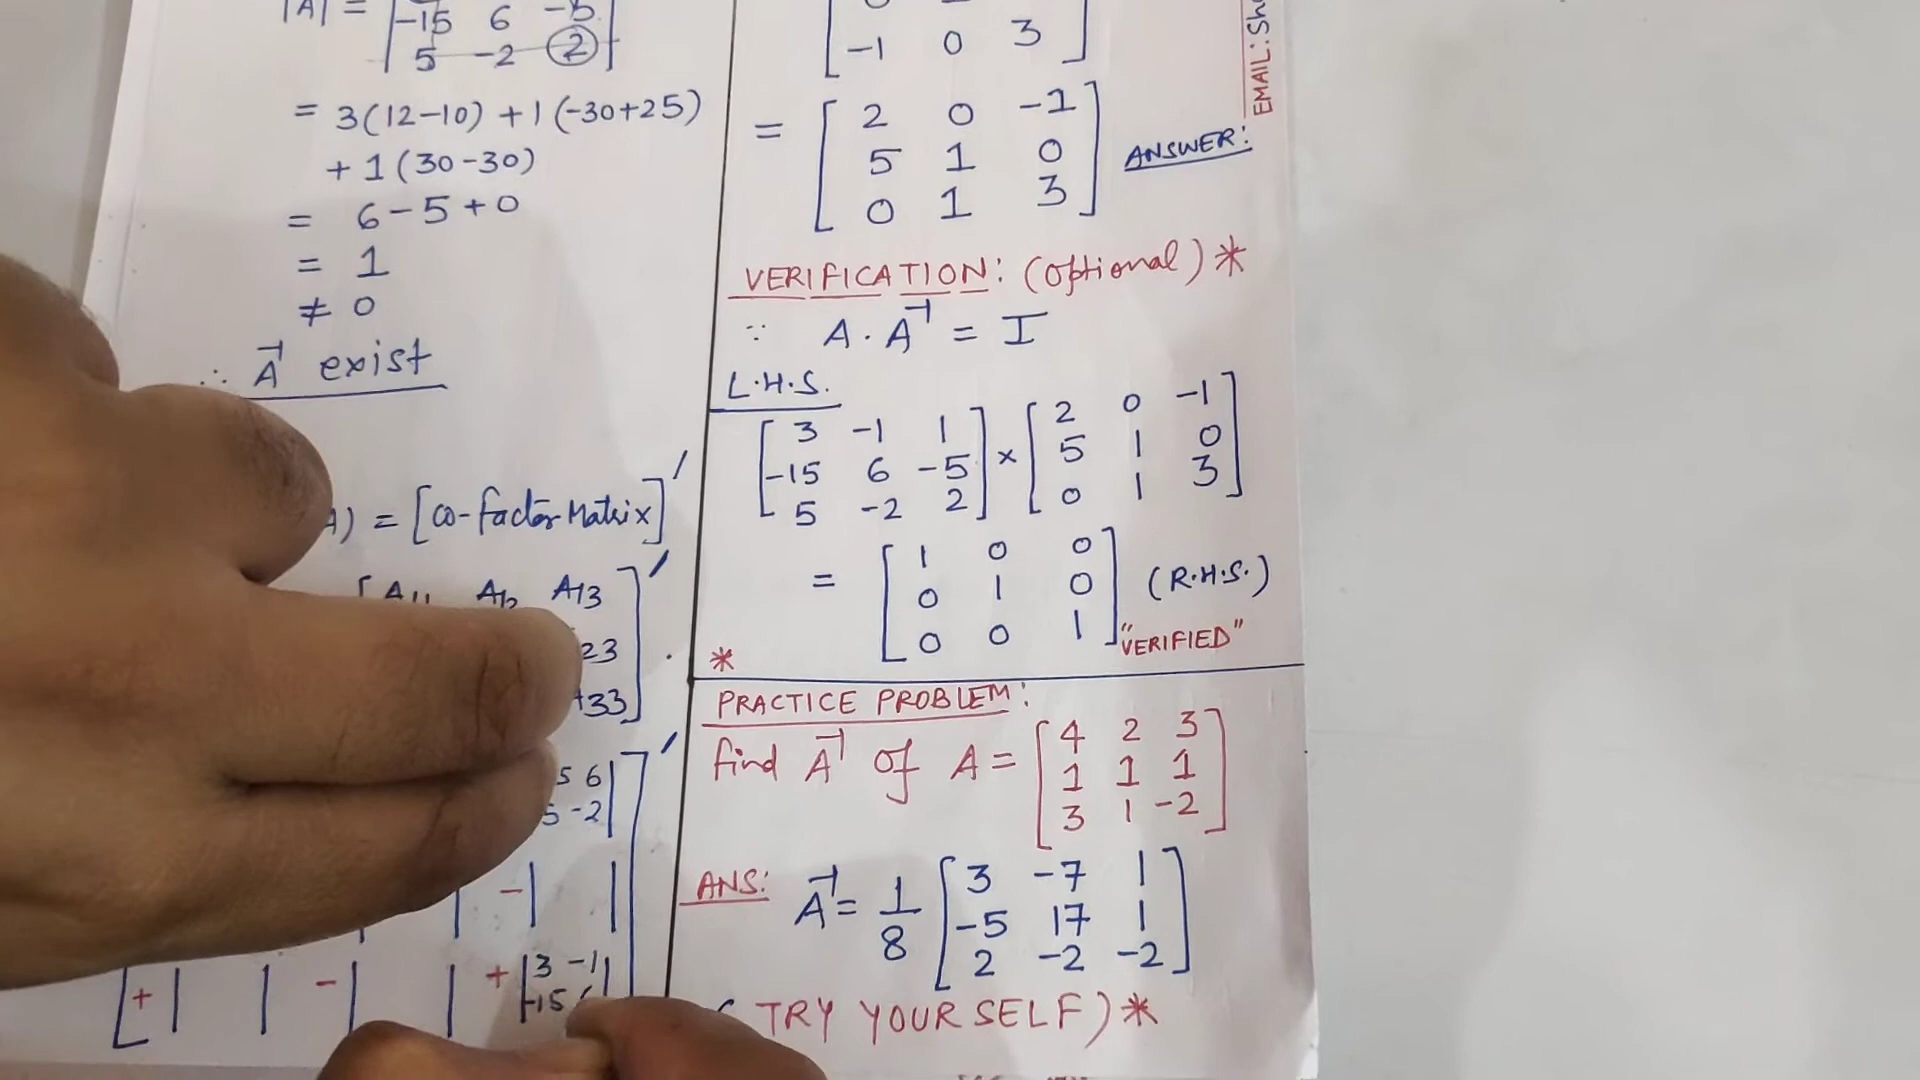 |A| = |-15 6 -5
5 -2 2|
= 3(12-10) +1(-30+25)
+ 1(30-30)
= 6-5+0
= 1
≠ 0
∴ A⁻¹ exist
A) = [co-factor Matrix]'
[A11 A12 A13]'
23
33]
5 6|
5 -2|
| -| |
[+| | -| | +|3 -1|
-15
-1 0 3]
= [2 0 -1
5 1 0
0 1 3] ANSWER:
VERIFICATION: (optional) *
∵ A . A⁻¹ = I
L.H.S.
[3 -1 1 ] × [2 0 -1]
-15 6 -5 5 1 0
5 -2 2 0 1 3
= [1 0 0]
0 1 0 (R.H.S.)
0 0 1
* "VERIFIED"
PRACTICE PROBLEM:
find A⁻¹ of A = [4 2 3
1 1 1
3 1 -2]
ANS: A⁻¹ = 1/8 [3 -7 1
-5 17 1
2 -2 -2]
( TRY YOURSELF) *
EMAIL: Sh